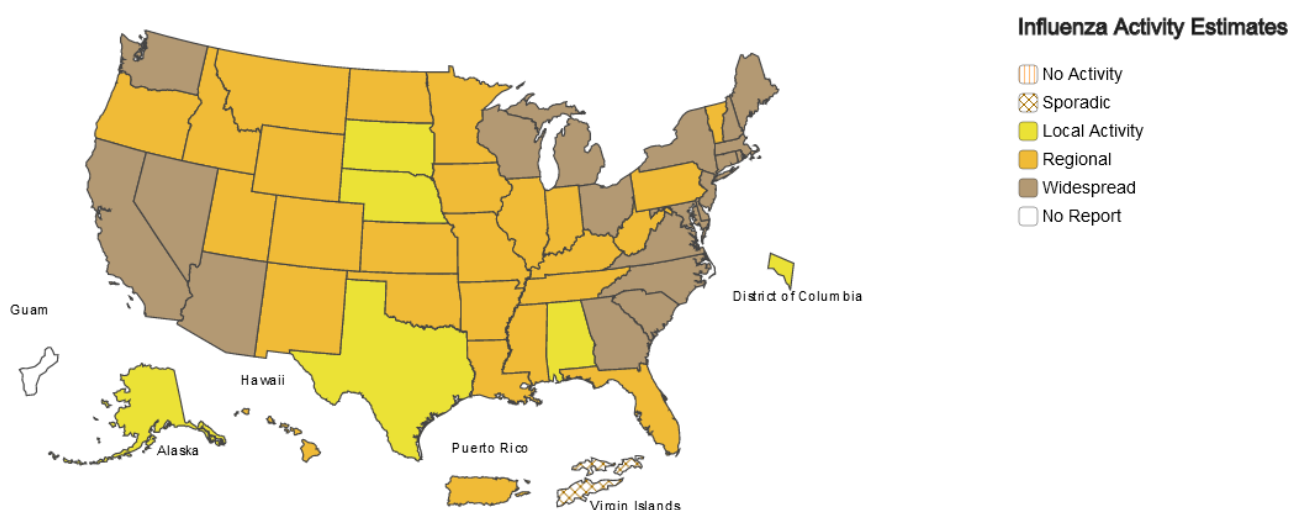 Influenza Activity Estimates
No Activity
Sporadic
Local Activity
Regional
Widespread
No Report
District of Columbia
Guam
Hawaii
Alaska
Puerto Rico
Virgin Islands